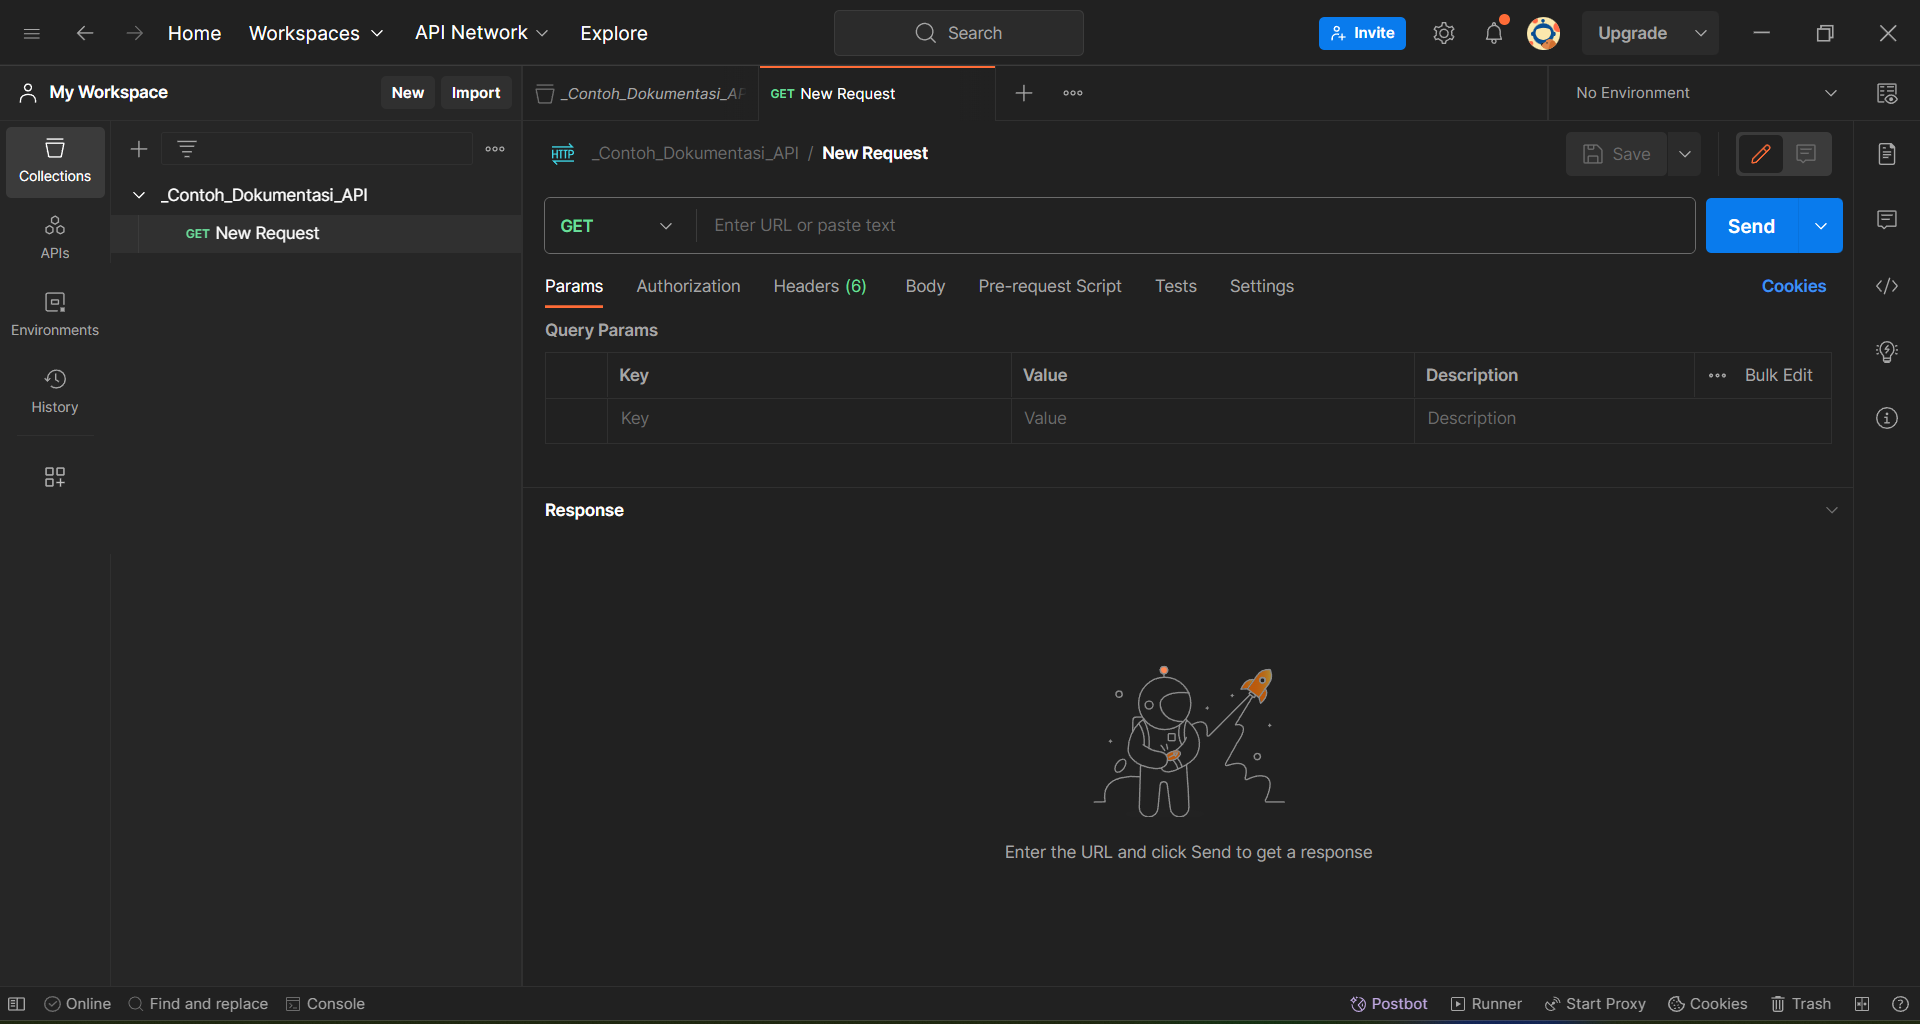 Home Workspaces API Network Explore Search Invite Upgrade
My Workspace New Import _Contoh_Dokumentasi_AP GET New Request No Environment
Collections
APIs
Environments
History
_Contoh_Dokumentasi_API
GET New Request
HTTP _Contoh_Dokumentasi_API / New Request Save
GET Enter URL or paste text Send
Params Authorization Headers (6) Body Pre-request Script Tests Settings Cookies
Query Params
Key Value Description Bulk Edit
Key Value Description
Response
Enter the URL and click Send to get a response
Online Find and replace Console Postbot Runner Start Proxy Cookies Trash